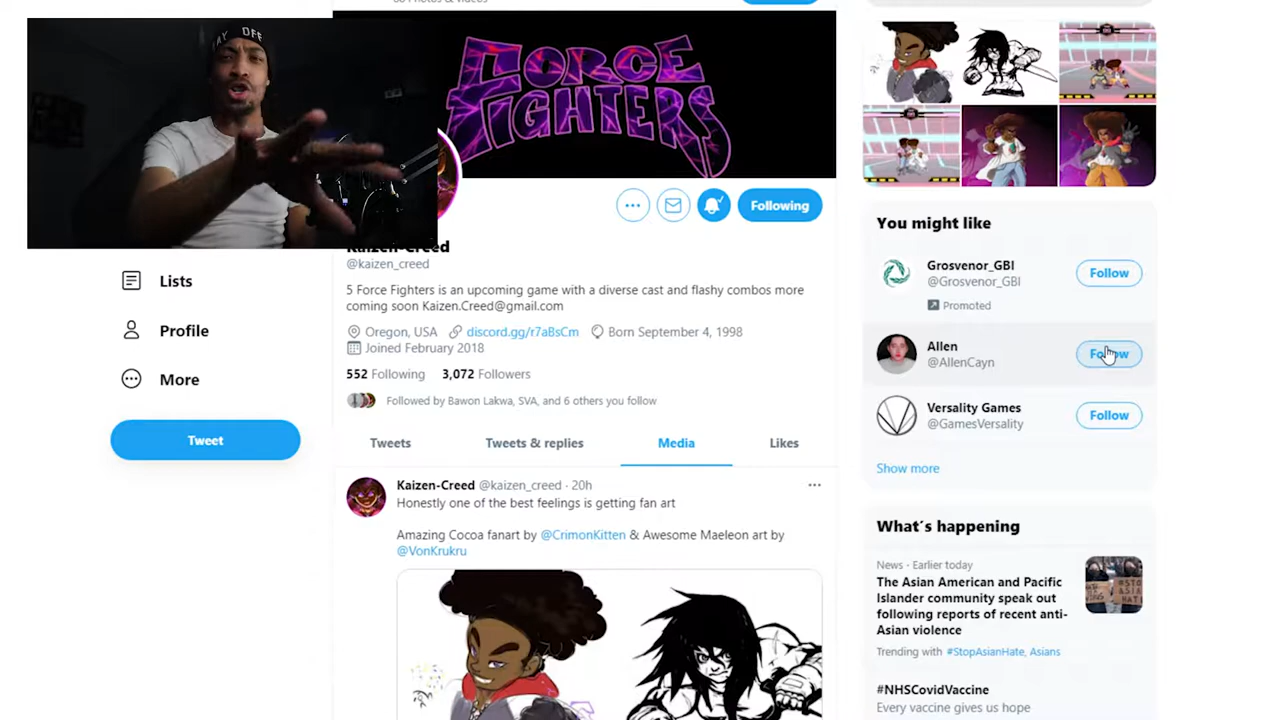 FORCE
FIGHTERS
Following
Kaizen-Creed
@kaizen_creed
5 Force Fighters is an upcoming game with a diverse cast and flashy combos more
coming soon Kaizen.Creed@gmail.com
Oregon, USA discord.gg/r7aBsCm Born September 4, 1998
Joined February 2018
552 Following 3,072 Followers
Followed by Bawon Lakwa, SVA, and 6 others you follow
Tweets Tweets & replies Media Likes
Kaizen-Creed @kaizen_creed · 20h
Honestly one of the best feelings is getting fan art
Amazing Cocoa fanart by @CrimonKitten & Awesome Maeleon art by
@VonKrukru
Lists
Profile
More
Tweet
You might like
Grosvenor_GBI
@Grosvenor_GBI
Follow
Promoted
Allen
@AllenCayn
Follow
Versality Games
@GamesVersality
Follow
Show more
What's happening
News · Earlier today
The Asian American and Pacific
Islander community speak out
following reports of recent anti-
Asian violence
Trending with #StopAsianHate, Asians
#NHSCovidVaccine
Every vaccine gives us hope